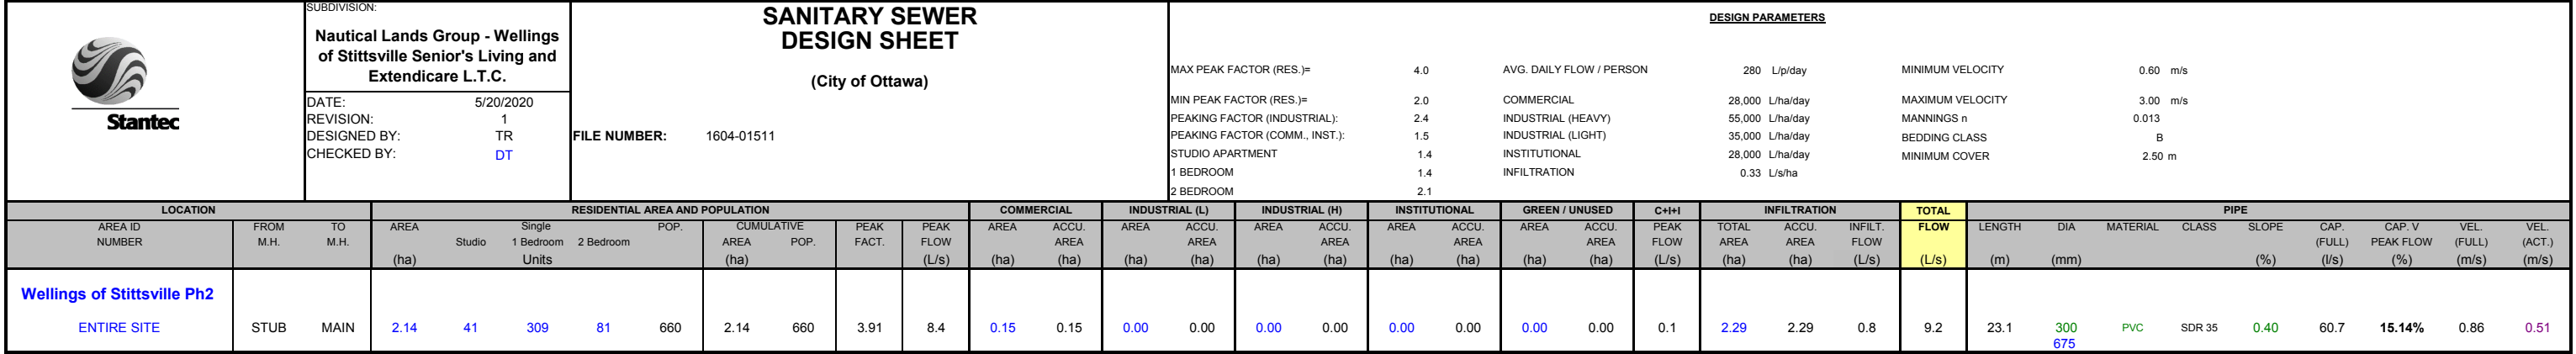 Stantec
SUBDIVISION:
Nautical Lands Group - Wellings
of Stittsville Senior's Living and
Extendicare L.T.C.
DATE: 5/20/2020
REVISION: 1
DESIGNED BY: TR
CHECKED BY: DT
SANITARY SEWER
DESIGN SHEET
(City of Ottawa)
FILE NUMBER: 1604-01511
DESIGN PARAMETERS
MAX PEAK FACTOR (RES.)= 4.0 AVG. DAILY FLOW / PERSON 280 L/p/day MINIMUM VELOCITY 0.60 m/s
MIN PEAK FACTOR (RES.)= 2.0 COMMERCIAL 28,000 L/ha/day MAXIMUM VELOCITY 3.00 m/s
PEAKING FACTOR (INDUSTRIAL): 2.4 INDUSTRIAL (HEAVY) 55,000 L/ha/day MANNINGS n 0.013
PEAKING FACTOR (COMM., INST.): 1.5 INDUSTRIAL (LIGHT) 35,000 L/ha/day BEDDING CLASS B
STUDIO APARTMENT 1.4 INSTITUTIONAL 28,000 L/ha/day MINIMUM COVER 2.50 m
1 BEDROOM 1.4 INFILTRATION 0.33 L/s/ha
2 BEDROOM 2.1
LOCATION RESIDENTIAL AREA AND POPULATION COMMERCIAL INDUSTRIAL (L) INDUSTRIAL (H) INSTITUTIONAL GREEN / UNUSED C+I+I INFILTRATION TOTAL PIPE
AREA ID FROM TO AREA Single POP. CUMULATIVE PEAK PEAK AREA ACCU. AREA ACCU. AREA ACCU. AREA ACCU. AREA ACCU. PEAK TOTAL ACCU. INFILT. FLOW LENGTH DIA MATERIAL CLASS SLOPE CAP. CAP. V VEL. VEL.
NUMBER M.H. M.H. Studio 1 Bedroom 2 Bedroom AREA POP. FACT. FLOW AREA AREA AREA AREA AREA FLOW AREA AREA FLOW (FULL) PEAK FLOW (FULL) (ACT.)
(ha) Units (ha) (L/s) (ha) (ha) (ha) (ha) (ha) (ha) (ha) (ha) (ha) (ha) (L/s) (ha) (ha) (L/s) (L/s) (m) (mm) (%) (l/s) (%) (m/s) (m/s)
Wellings of Stittsville Ph2
ENTIRE SITE STUB MAIN 2.14 41 309 81 660 2.14 660 3.91 8.4 0.15 0.15 0.00 0.00 0.00 0.00 0.00 0.00 0.00 0.00 0.1 2.29 2.29 0.8 9.2 23.1 300 PVC SDR 35 0.40 60.7 15.14% 0.86 0.51
675